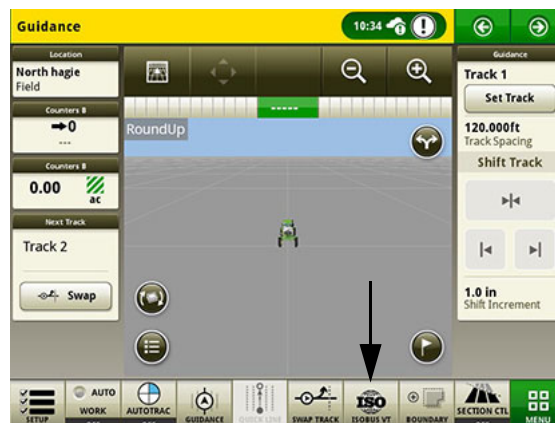 Guidance
10:34
Location
North hagie
Field
Counters B
0
---
Counters B
0.00
ac
Next Track
Track 2
Swap
-----
RoundUp
Guidance
Track 1
Set Track
120.000ft
Track Spacing
Shift Track
1.0 in
Shift Increment
SETUP
AUTO
WORK
AUTOTRAC
GUIDANCE
QUICK LINE
SWAP TRACK
ISO
ISOBUS VT
BOUNDARY
SECTION CTL
MENU